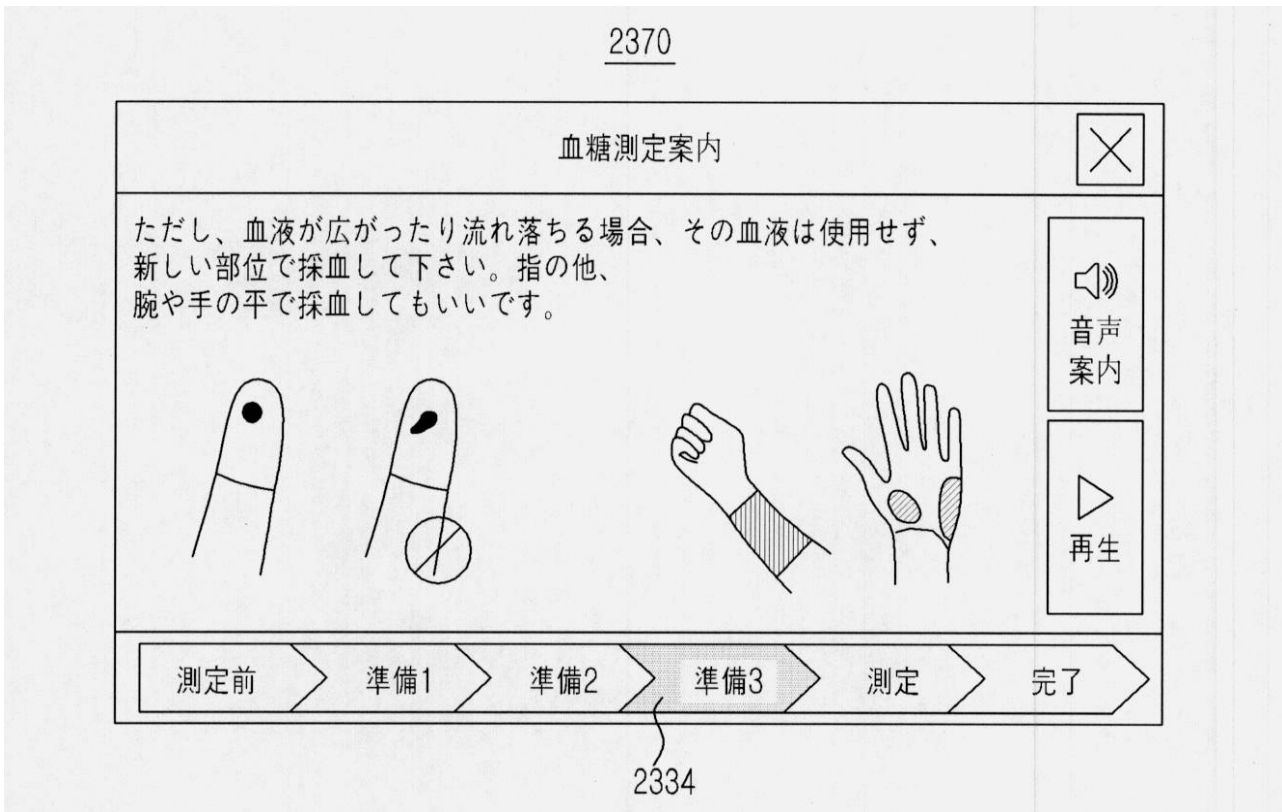 2370
血糖測定案内
ただし、血液が広がったり流れ落ちる場合、その血液は使用せず、
新しい部位で採血して下さい。指の他、
腕や手の平で採血してもいいです。
音声
案内
再生
測定前
準備1
準備2
準備3
測定
完了
2334